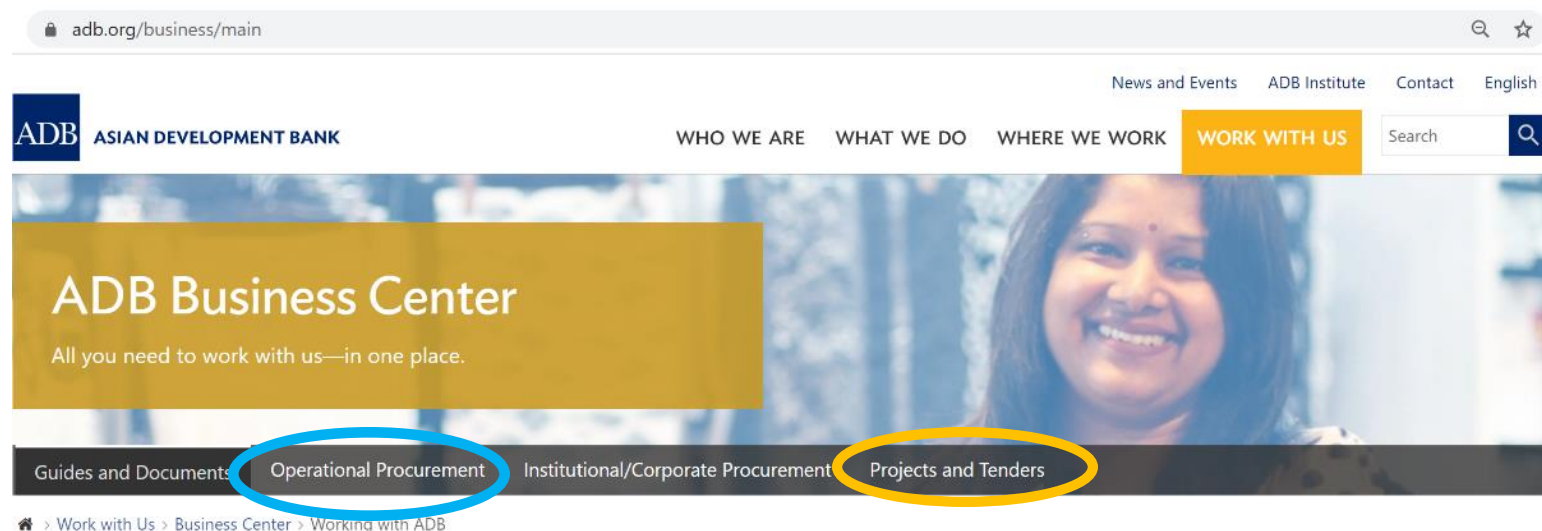 adb.org/business/main
News and Events ADB Institute Contact English
ADB ASIAN DEVELOPMENT BANK WHO WE ARE WHAT WE DO WHERE WE WORK WORK WITH US Search
ADB Business Center
All you need to work with us—in one place.
Guides and Documents Operational Procurement Institutional/Corporate Procurement Projects and Tenders
> Work with Us > Business Center > Working with ADB